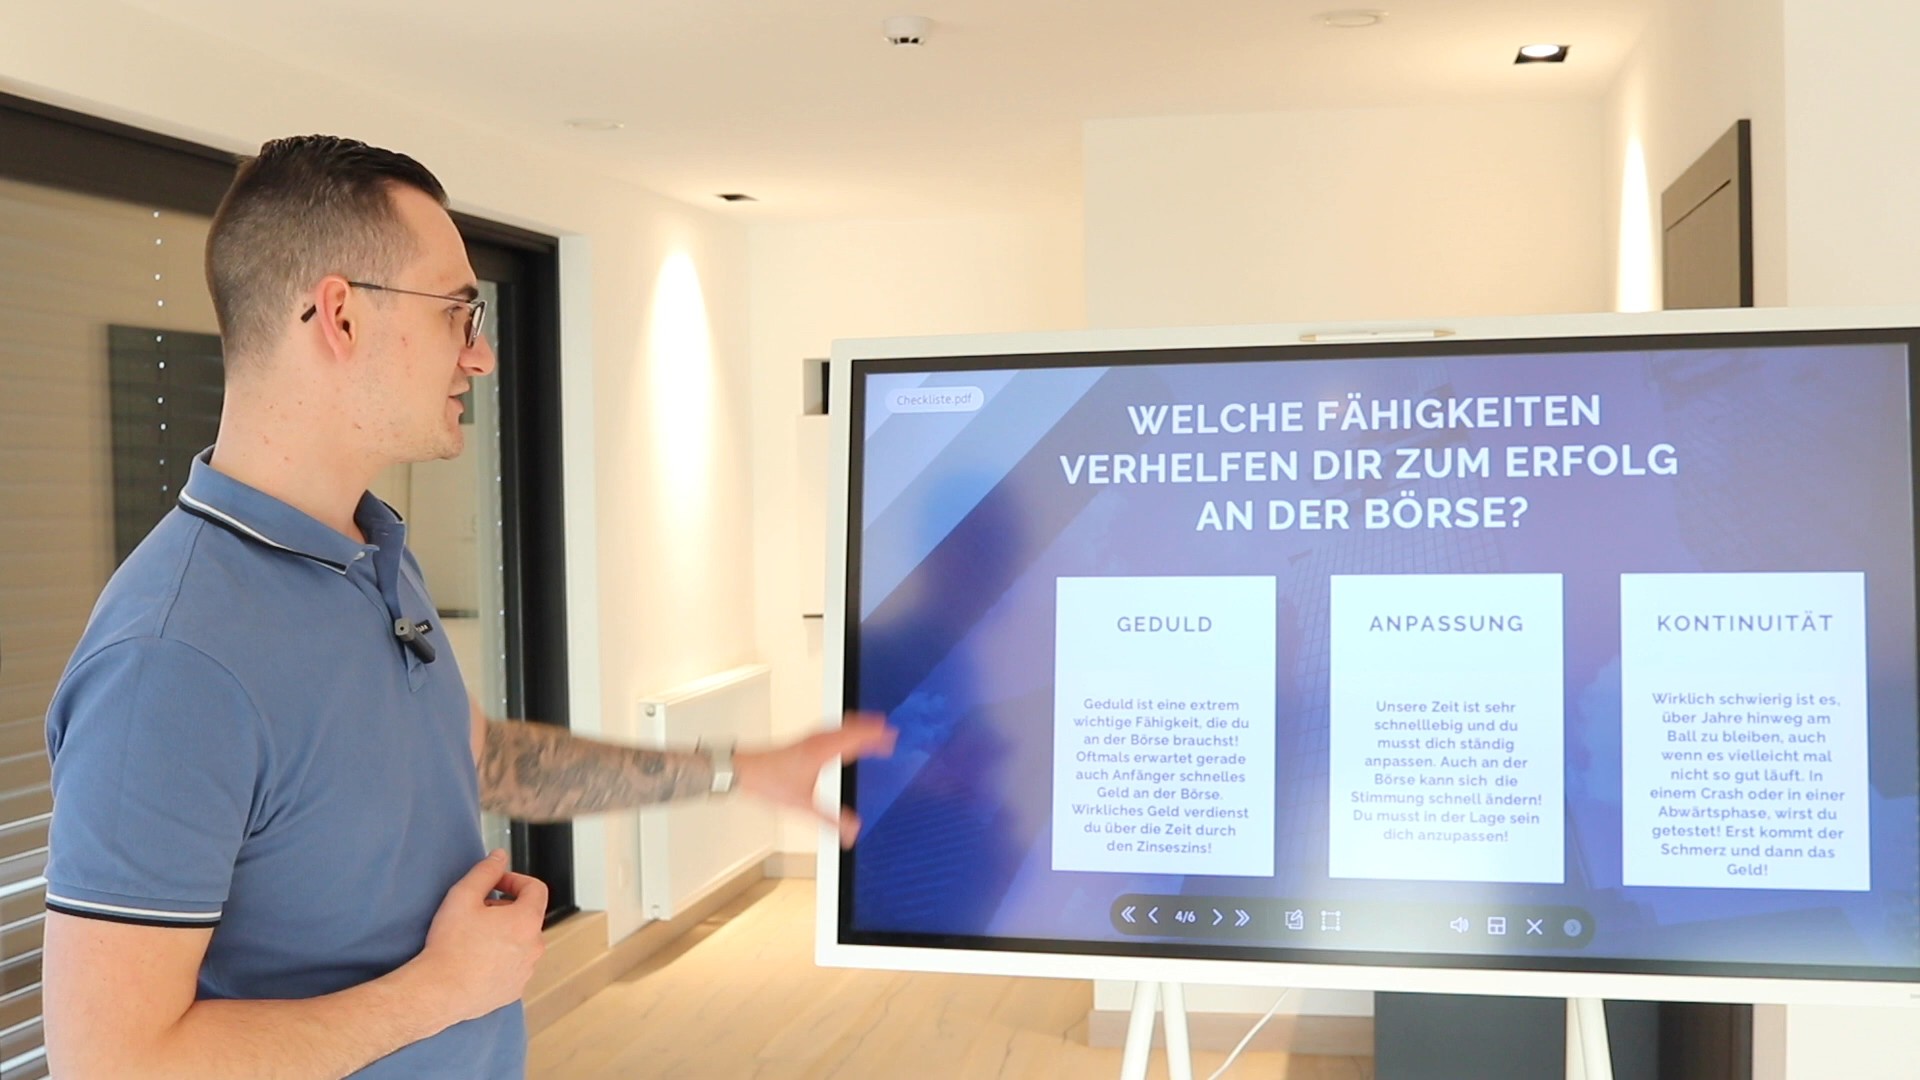 Checkliste.pdf
WELCHE FÄHIGKEITEN
VERHELFEN DIR ZUM ERFOLG
AN DER BÖRSE?
GEDULD
Geduld ist eine extrem
wichtige Fähigkeit, die du
an der Börse brauchst!
Oftmals erwartet gerade
auch Anfänger schnelles
Geld an der Börse.
Wirkliches Geld verdienst
du über die Zeit durch
den Zinseszins!
ANPASSUNG
Unsere Zeit ist sehr
schnelllebig und du
musst dich ständig
anpassen. Auch an der
Börse kann sich die
Stimmung schnell ändern!
Du musst in der Lage sein
dich anzupassen!
KONTINUITÄT
Wirklich schwierig ist es,
über Jahre hinweg am
Ball zu bleiben, auch
wenn es vielleicht mal
nicht so gut läuft. In
einem Crash oder in einer
Abwärtsphase, wirst du
getestet! Erst kommt der
Schmerz und dann das
Geld!
4/6